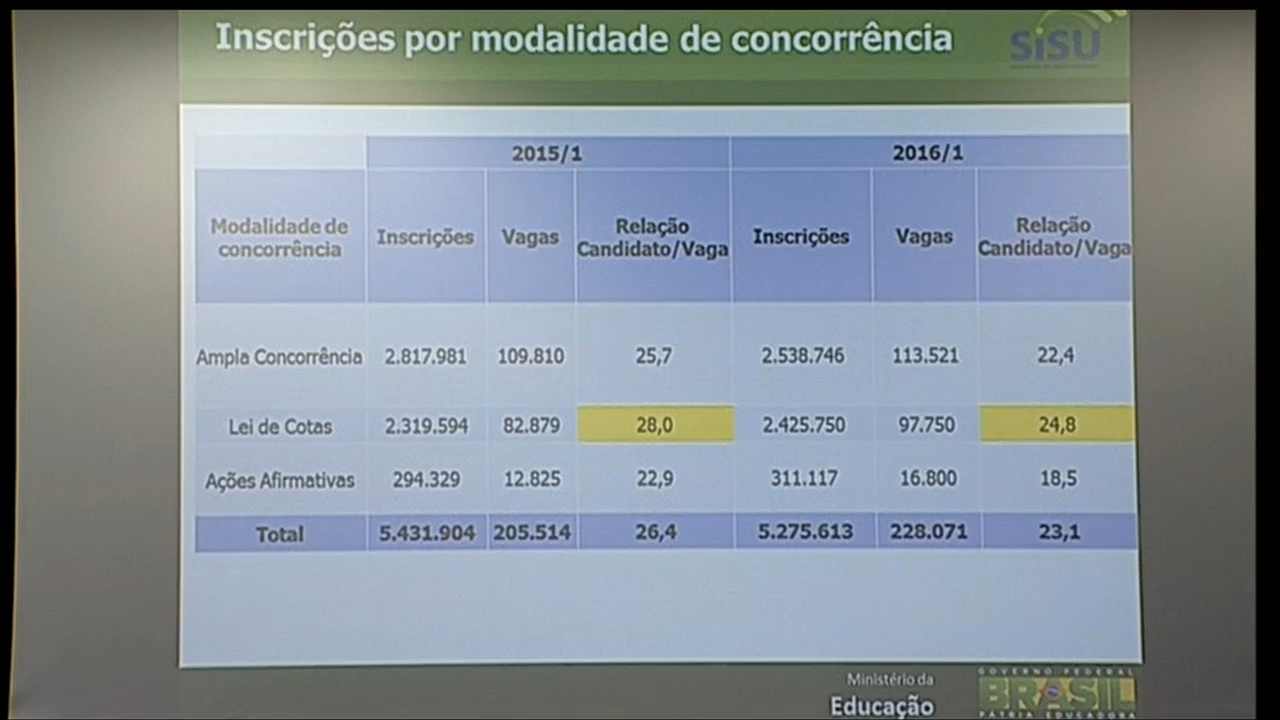 Inscrições por modalidade de concorrência
SiSU
2015/1 2016/1
Modalidade de concorrência Inscrições Vagas Relação Candidato/Vaga Inscrições Vagas Relação Candidato/Vaga
Ampla Concorrência 2.817.981 109.810 25,7 2.538.746 113.521 22,4
Lei de Cotas 2.319.594 82.879 28,0 2.425.750 97.750 24,8
Ações Afirmativas 294.329 12.825 22,9 311.117 16.800 18,5
Total 5.431.904 205.514 26,4 5.275.613 228.071 23,1
Ministério da
Educação
GOVERNO FEDERAL
BRASIL
PÁTRIA EDUCADORA